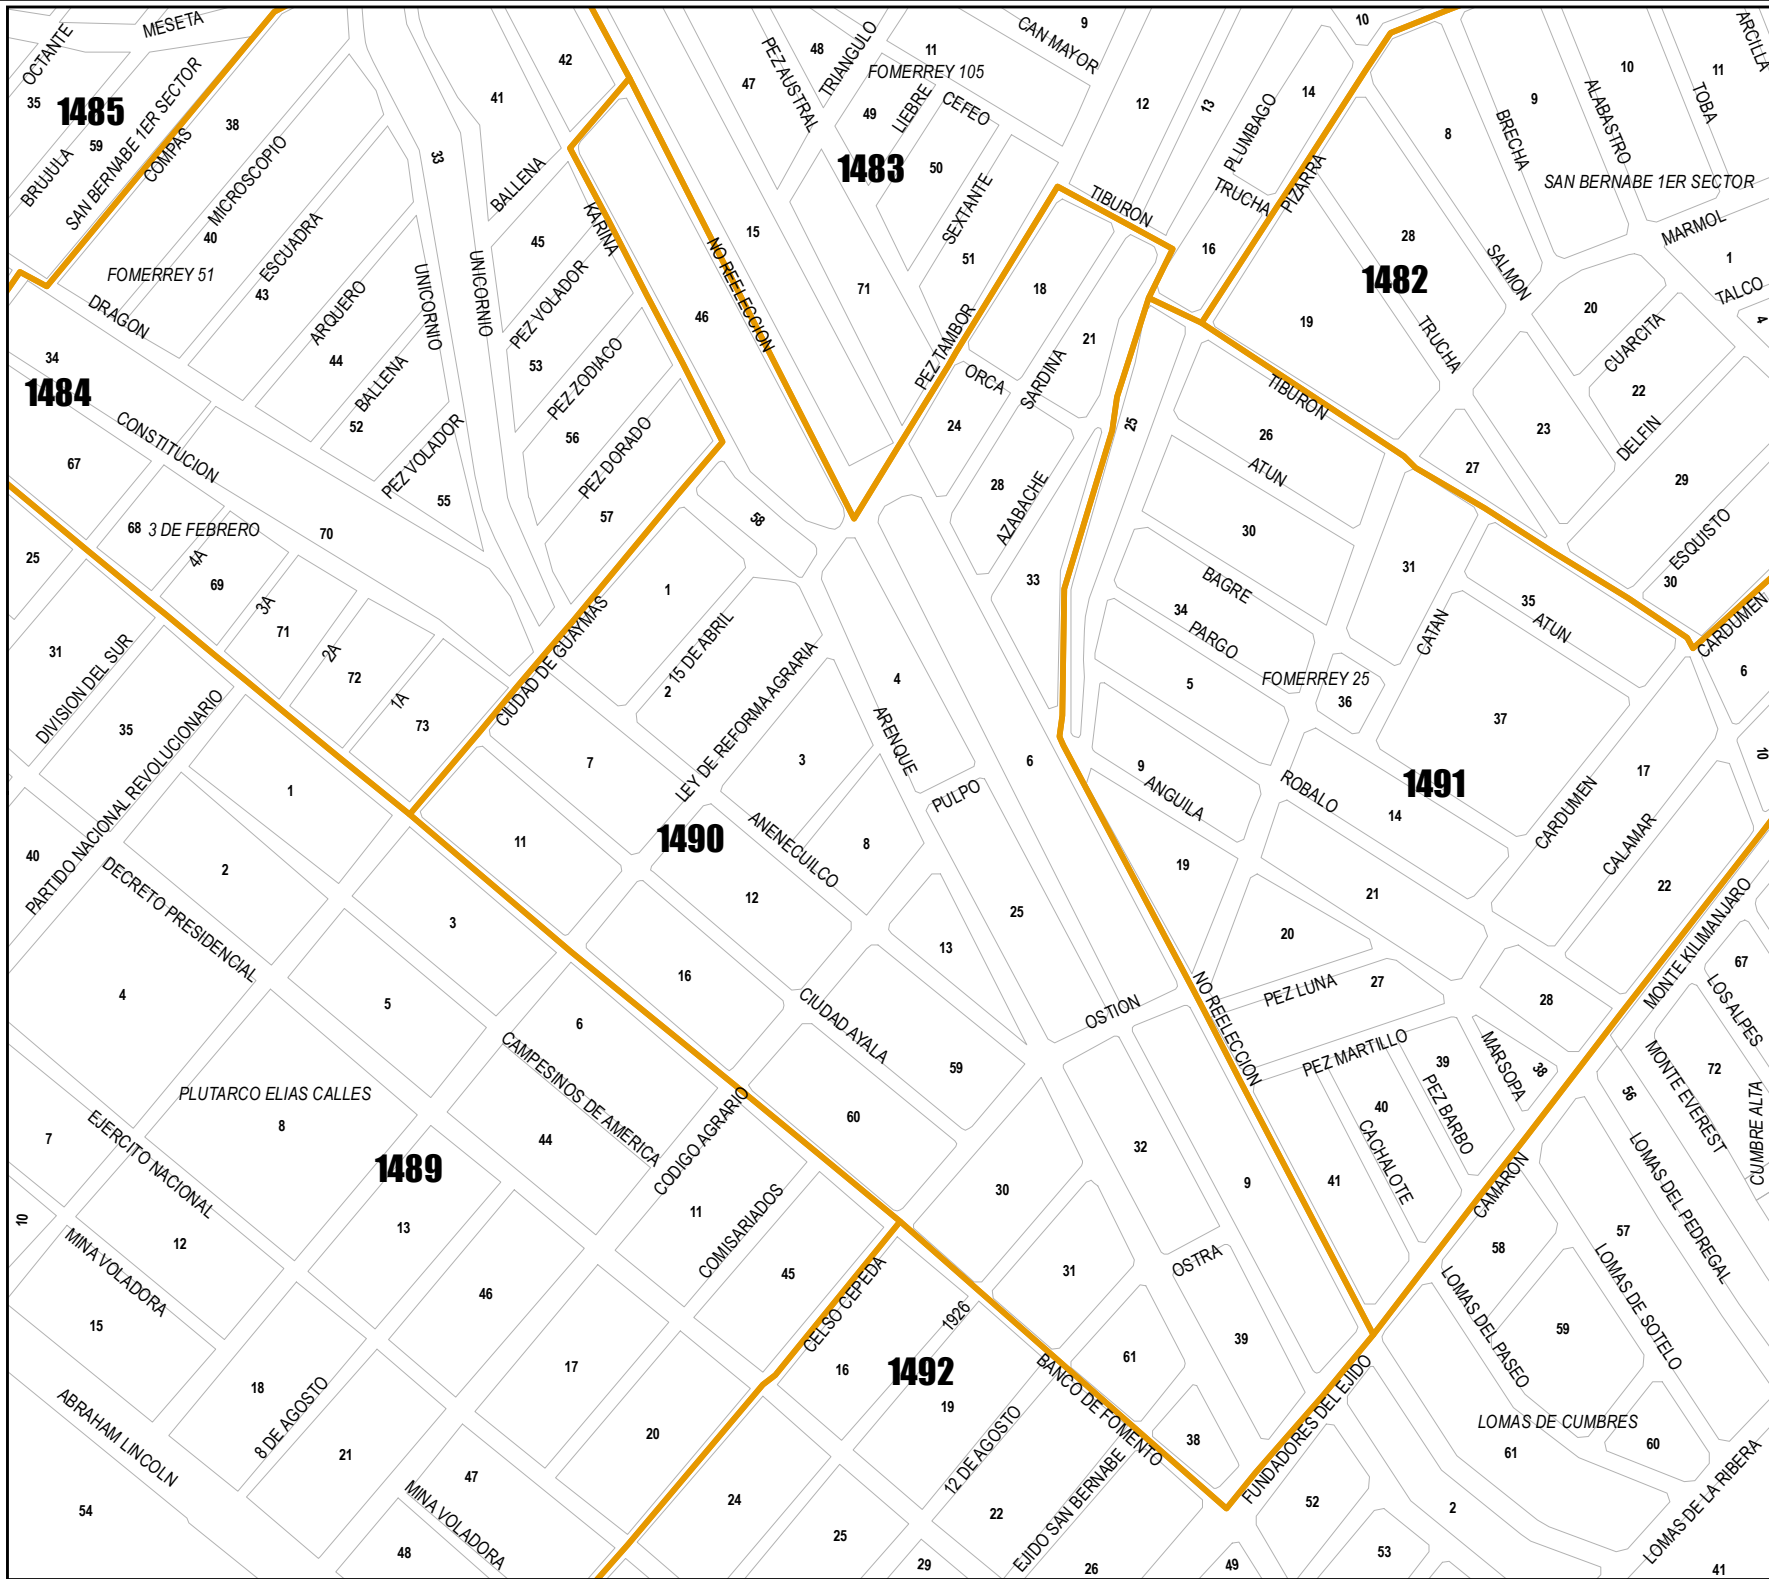 MESETA
OCTANTE
42
48
TRIANGULO
11
CAN MAYOR
9
10
ARCILLA
35
1485
59
SAN BERNABE 1ER SECTOR
COMPAS
38
33
41
PEZ AUSTRAL
47
49
LIEBRE
FOMERREY 105
CEFEO
12
13
14
PLUMBAGO
8
BRECHA
9
10
ALABASTRO
11
TOBA
BRUJULA
MICROSCOPIO
40
ESCUADRA
BALLENA
KARINA
1483
50
SEXTANTE
51
TIBURON
TRUCHA
PIZARRA
SAN BERNABE 1ER SECTOR
MARMOL
1
TALCO
4
FOMERREY 51
43
DRAGON
ARQUERO
44
UNICORNIO
UNICORNIO
45
PEZ VOLADOR
NO REELECCION
15
71
46
18
21
16
28
1482
19
SALMON
TRUCHA
20
CUARCITA
22
34
1484
CONSTITUCION
BALLENA
52
53
PEZ ZODIACO
PEZ TAMBOR
ORCA
SARDINA
24
25
TIBURON
26
ATUN
27
23
DELFIN
29
67
PEZ VOLADOR
55
56
PEZ DORADO
57
58
28
AZABACHE
30
31
ESQUISTO
30
68
3 DE FEBRERO
4A
69
70
3A
71
2A
72
1A
73
25
31
DIVISION DEL SUR
35
PARTIDO NACIONAL REVOLUCIONARIO
CIUDAD DE GUAYMAS
1
15 DE ABRIL
2
LEY DE REFORMA AGRARIA
4
33
BAGRE
34
PARGO
5
FOMERREY 25
36
CATAN
35
ATUN
37
CARDUMEN
6
10
1
7
3
ARENQUE
PULPO
6
9
ANGUILA
ROBALO
14
1491
17
CARDUMEN
CALAMAR
22
40
2
DECRETO PRESIDENCIAL
11
1490
ANENECUILCO
8
12
19
21
3
25
13
20
4
5
16
CIUDAD AYALA
OSTION
NO REELECCION
PEZ LUNA
27
28
MONTE KILIMANJARO
67
LOS ALPES
6
CAMPESINOS DE AMERICA
59
PEZ MARTILLO
39
MARSOPA
38
MONTE EVEREST
72
PLUTARCO ELIAS CALLES
8
CODIGO AGRARIO
60
32
40
CACHALOTE
PEZ BARBO
56
CUMBRE ALTA
7
EJERCITO NACIONAL
44
1489
30
9
41
CAMARON
LOMAS DEL PEDREGAL
10
12
13
11
COMISARIADOS
45
31
OSTRA
58
57
MINA VOLADORA
15
46
CELSO CEPEDA
LOMAS DEL PASEO
LOMAS DE SOTELO
17
16
1926
1492
19
61
BANCO DE FOMENTO
39
59
18
8 DE AGOSTO
21
20
12 DE AGOSTO
38
FUNDADORES DEL EJIDO
LOMAS DE CUMBRES
61
60
ABRAHAM LINCOLN
47
24
22
EJIDO SAN BERNABE
52
2
LOMAS DE LA RIBERA
54
MINA VOLADORA
48
25
29
26
49
53
41